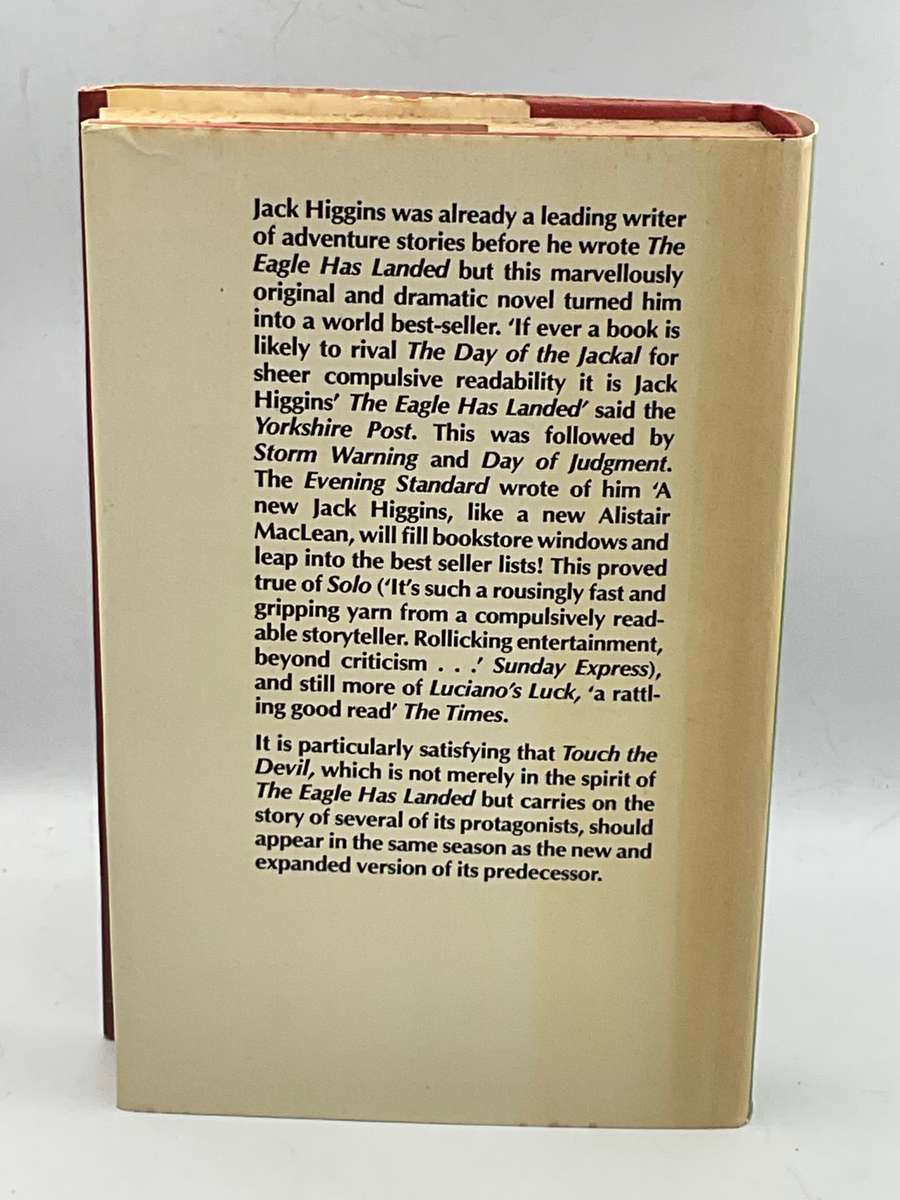 Jack Higgins was already a leading writer
of adventure stories before he wrote The
Eagle Has Landed but this marvellously
original and dramatic novel turned him
into a world best-seller. ‘If ever a book is
likely to rival The Day of the Jackal for
sheer compulsive readability it is Jack
Higgins’ The Eagle Has Landed’ said the
Yorkshire Post. This was followed by
Storm Warning and Day of Judgment.
The Evening Standard wrote of him ‘A
new Jack Higgins, like a new Alistair
MacLean, will fill bookstore windows and
leap into the best seller lists! This proved
true of Solo (‘It’s such a rousingly fast and
gripping yarn from a compulsively read-
able storyteller. Rollicking entertainment,
beyond criticism . . .’ Sunday Express),
and still more of Luciano’s Luck, ‘a rattl-
ing good read’ The Times.
It is particularly satisfying that Touch the
Devil, which is not merely in the spirit of
The Eagle Has Landed but carries on the
story of several of its protagonists, should
appear in the same season as the new and
expanded version of its predecessor.